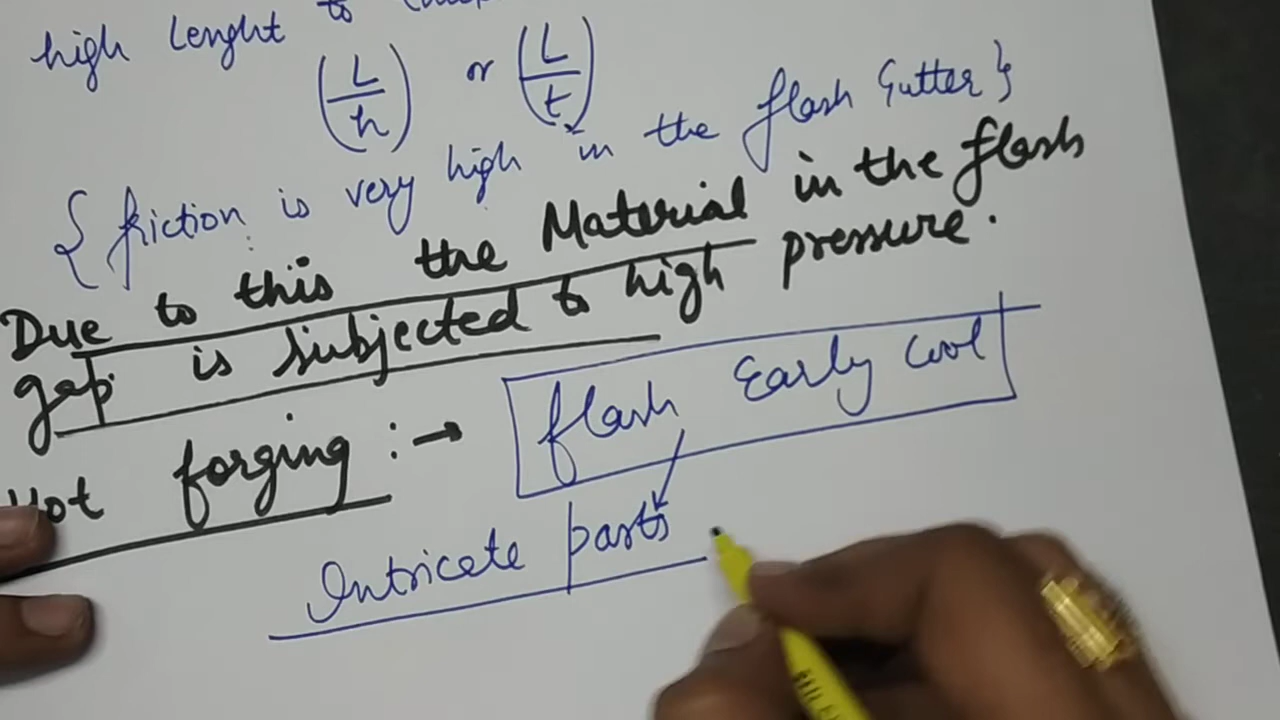 high Lenght to
(L/h) or (L/t)
{ friction is very high in the flash Gutter }
Due to this the Material in the flash
gap is subjected to high pressure.
Hot forging :→ flash Early Cool
Intricate parts